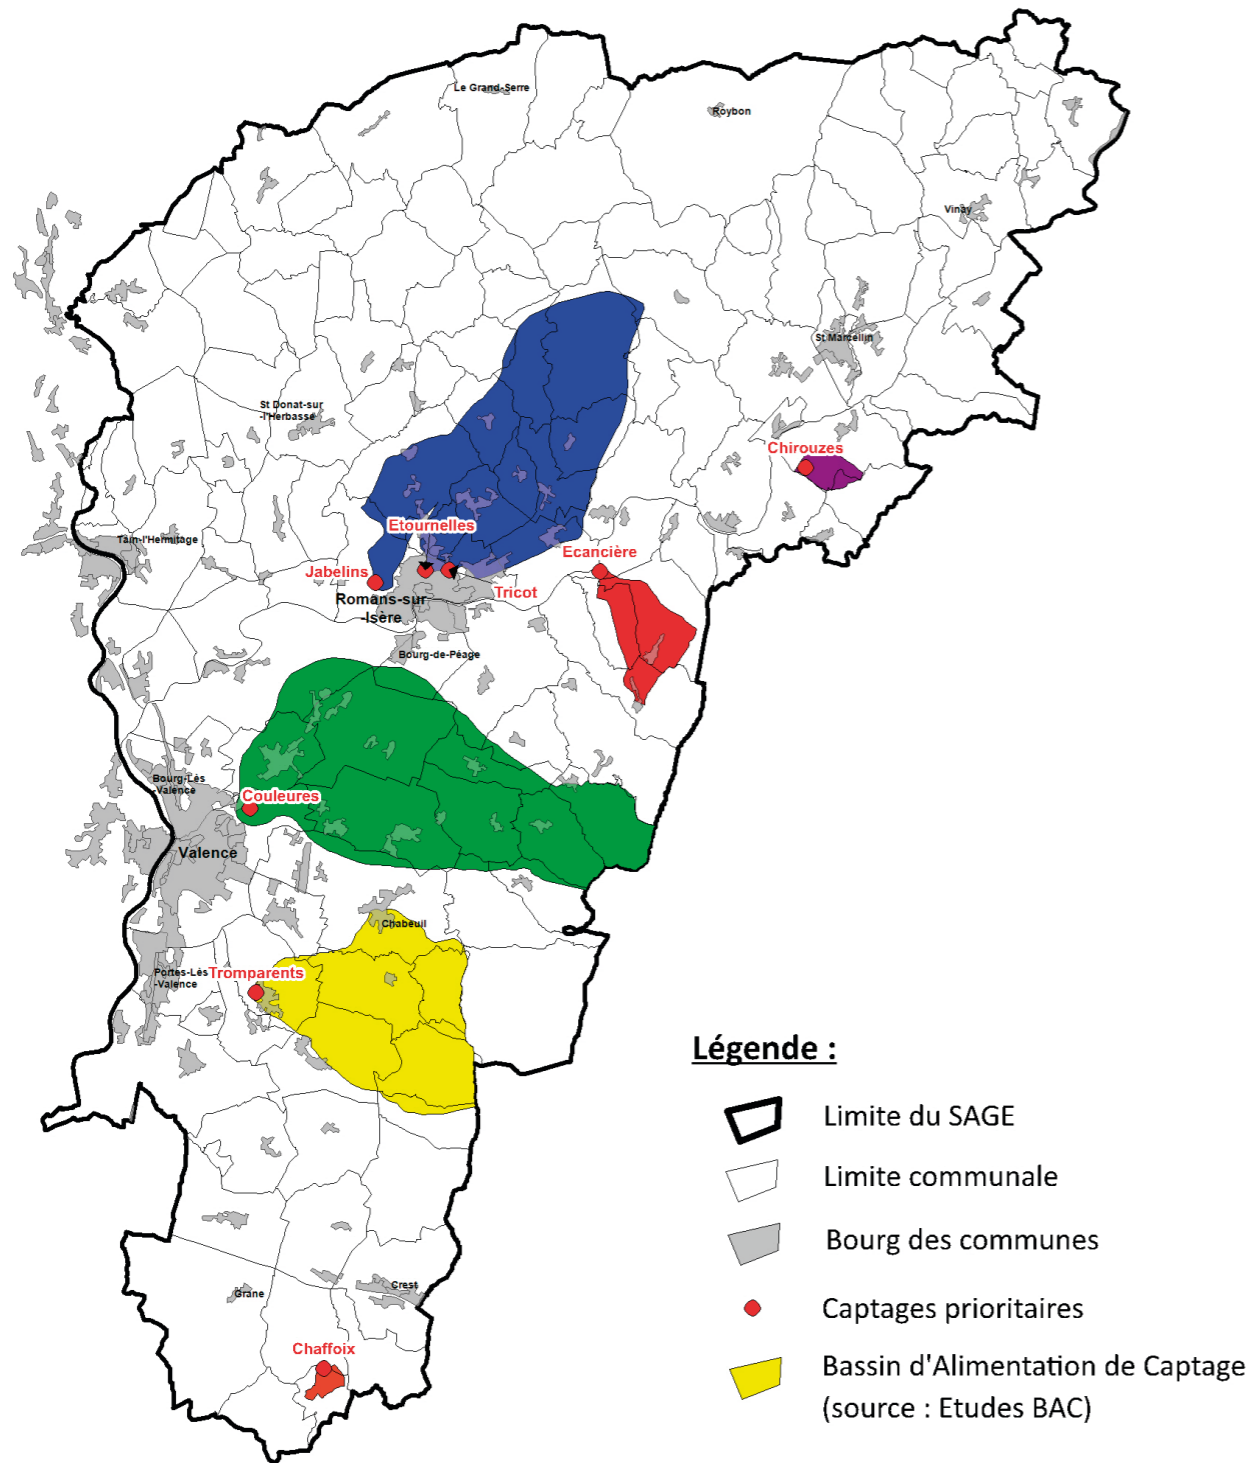 Le Grand-Serre
Roybon
Vinay
St Marcellin
St Donat-sur
-l'Herbasse
Chirouzes
Etournelles
Tain-l'Hermitage
Ecancière
Jabelins
Tricot
Romans-sur
-Isère
Bourg-de-Péage
Bourg-Lès
-Valence
Couleures
Valence
Chabeuil
Portes-Lès
-Valence
Tromparents
Légende :
Limite du SAGE
Limite communale
Bourg des communes
Grane
Crest
Captages prioritaires
Chaffoix
Bassin d'Alimentation de Captage
(source : Etudes BAC)